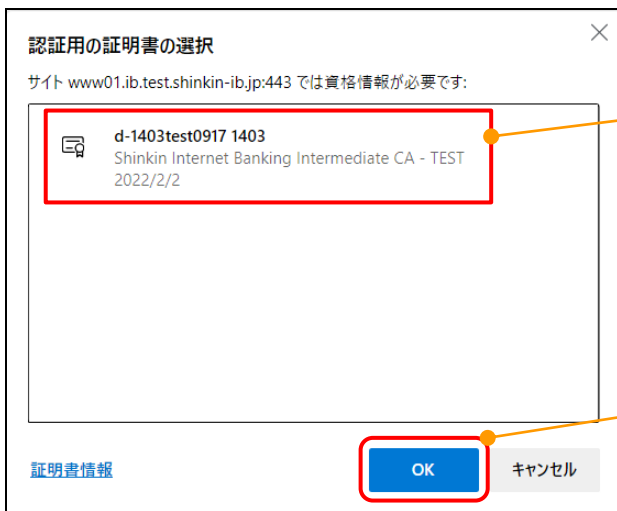 認証用の証明書の選択
サイト www01.ib.test.shinkin-ib.jp:443 では資格情報が必要です:
d-1403test0917 1403
Shinkin Internet Banking Intermediate CA - TEST
2022/2/2
証明書情報
OK
キャンセル